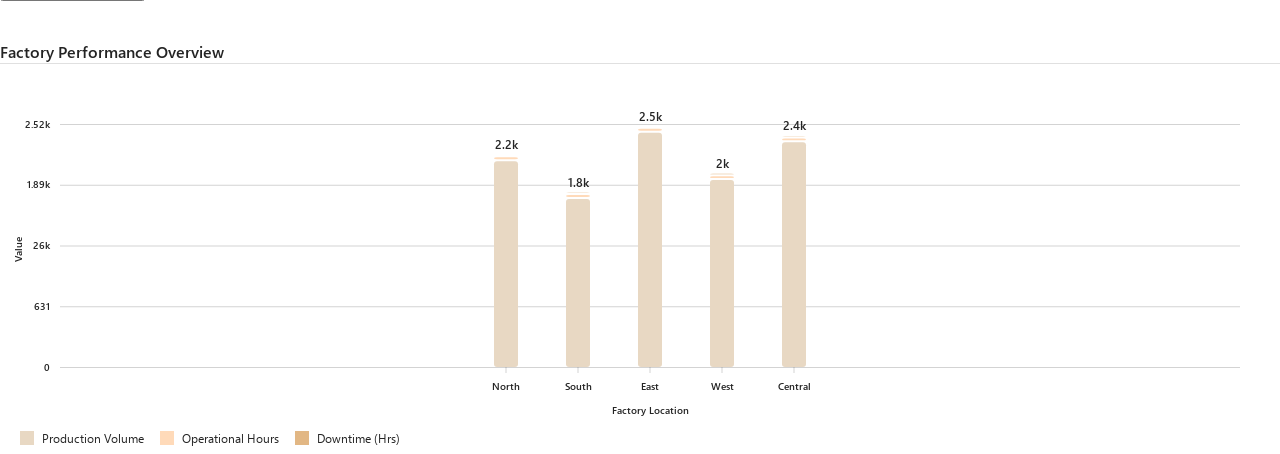 Factory Performance Overview
2.52k
1.89k
26k
631
0
Value
2.2k
1.8k
2.5k
2k
2.4k
North
South
East
West
Central
Factory Location
Production Volume
Operational Hours
Downtime (Hrs)